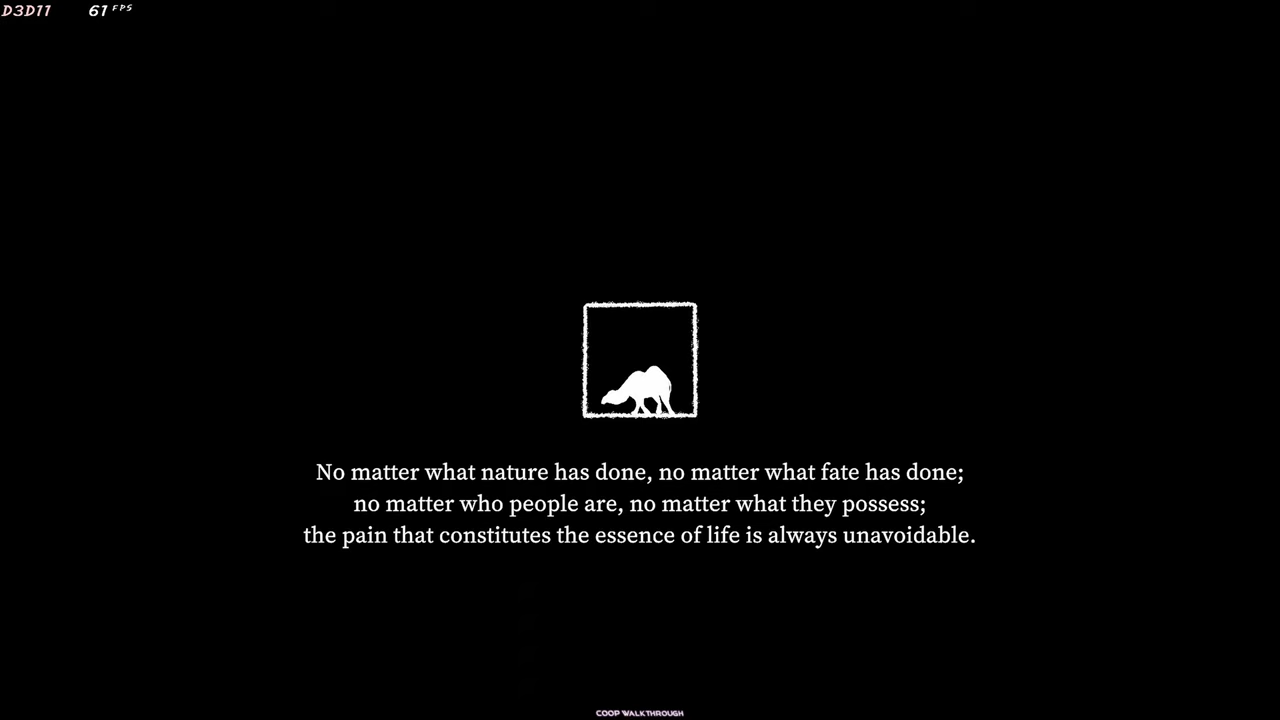 D3D11 61 FPS
No matter what nature has done, no matter what fate has done;
no matter who people are, no matter what they possess;
the pain that constitutes the essence of life is always unavoidable.
COOP WALKTHROUGH